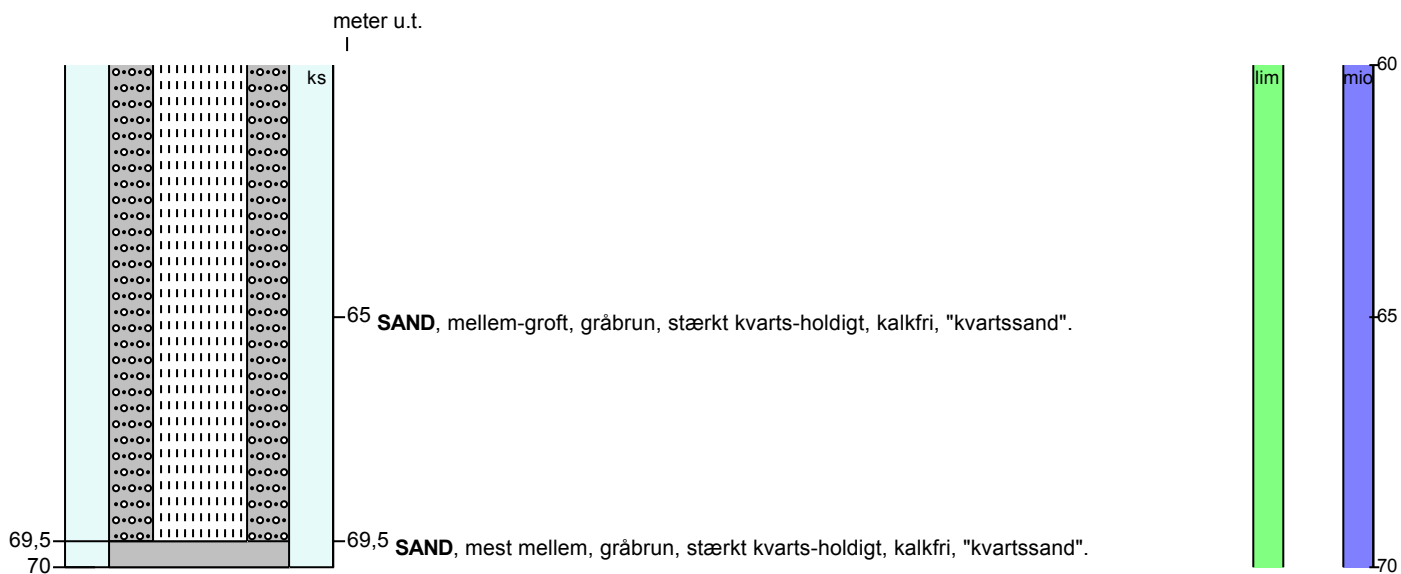 meter u.t.
ks
lim
mio
60
65 SAND, mellem-groft, gråbrun, stærkt kvarts-holdigt, kalkfri, "kvartssand".
65
69,5
69,5 SAND, mest mellem, gråbrun, stærkt kvarts-holdigt, kalkfri, "kvartssand".
70
70